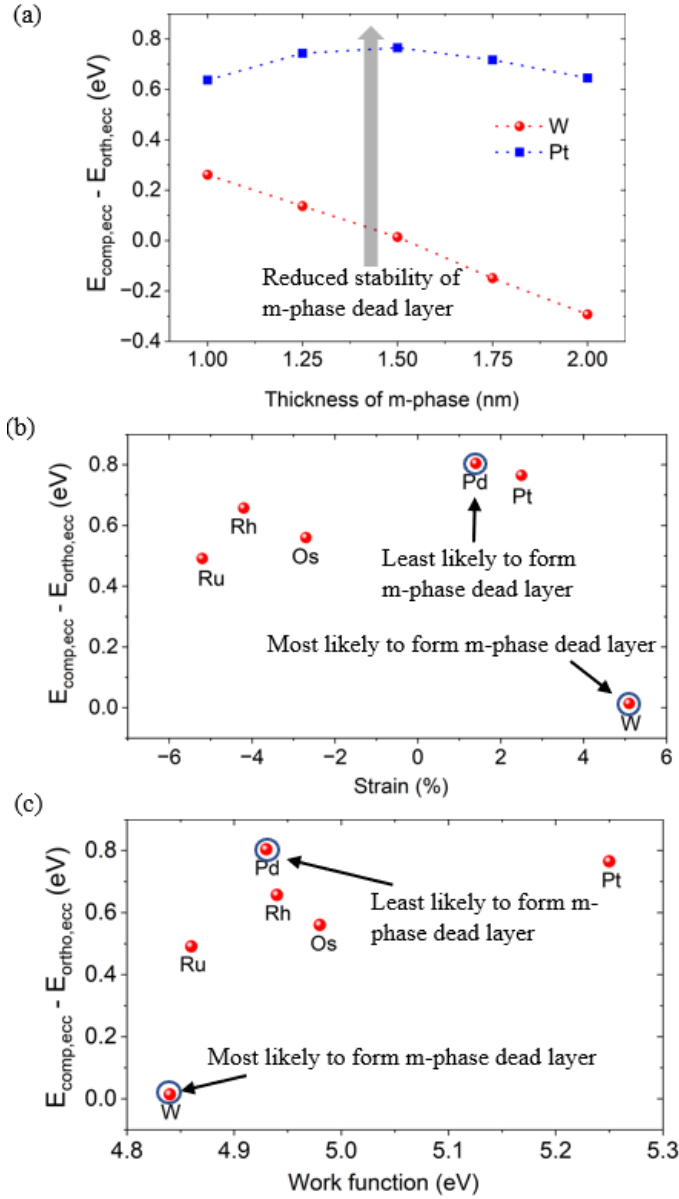 (a)
E_comp,ecc - E_orth,ecc (eV)
0.8
0.6
0.4
0.2
0.0
−0.2
−0.4
W
Pt
Reduced stability of
m-phase dead layer
1.00 1.25 1.50 1.75 2.00
Thickness of m-phase (nm)
(b)
E_comp,ecc - E_ortho,ecc (eV)
0.8
0.6
0.4
0.2
0.0
Pd
Pt
Rh
Os
Ru
Least likely to form
m-phase dead layer
Most likely to form m-phase dead layer
W
−6 −4 −2 0 2 4 6
Strain (%)
(c)
E_comp,ecc - E_ortho,ecc (eV)
0.8
0.6
0.4
0.2
0.0
Pd
Pt
Rh
Os
Ru
Least likely to form m-
phase dead layer
Most likely to form m-phase dead layer
W
4.8 4.9 5.0 5.1 5.2 5.3
Work function (eV)